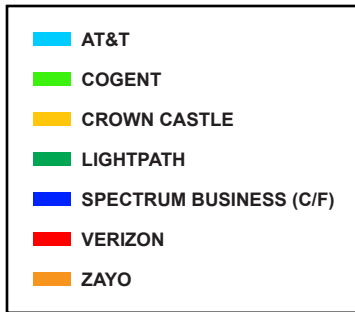 AT&T
COGENT
CROWN CASTLE
LIGHTPATH
SPECTRUM BUSINESS (C/F)
VERIZON
ZAYO